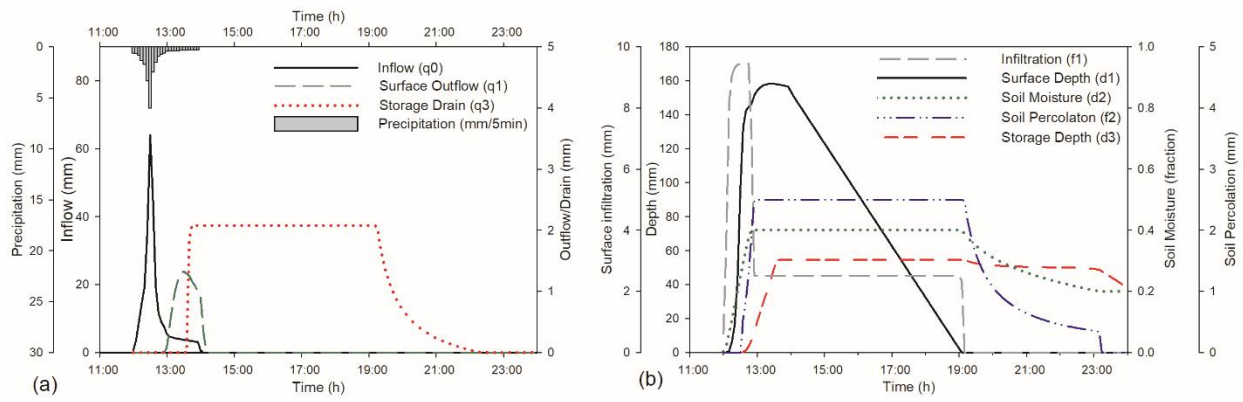 Time (h)
11:00 13:00 15:00 17:00 19:00 21:00 23:00
0 80 5
Inflow (q0)
Surface Outflow (q1)
Storage Drain (q3)
Precipitation (mm/5min)
5 4
60
10 3
15 40
20 2
20
25 1
30 0 0
Precipitation (mm)
Inflow (mm)
Outflow/Drain (mm)
11:00 13:00 15:00 17:00 19:00 21:00 23:00
(a) Time (h)
10 180 1.0 5
Infiltration (f1)
Surface Depth (d1)
Soil Moisture (d2)
Soil Percolaton (f2)
Storage Depth (d3)
160
8 140 0.8 4
120
6 100 0.6 3
80
4 0.4 2
60
2 40 0.2 1
20
0 0 0.0 0
Surface infiltration (mm)
Depth (mm)
Soil Moisture (fraction
Soil Percolation (mm)
11:00 13:00 15:00 17:00 19:00 21:00 23:00
(b) Time (h)